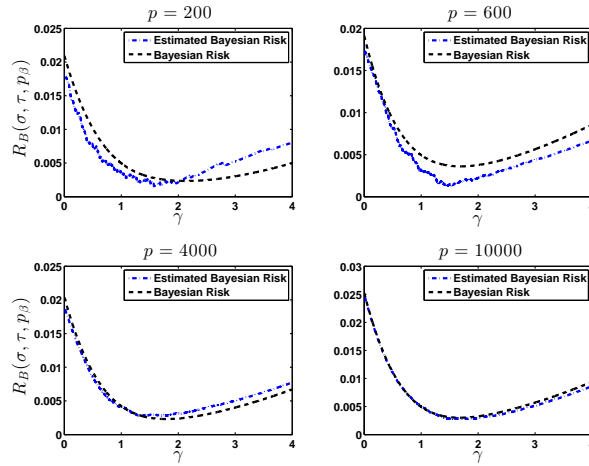 p = 200
p = 600
0.025
0.02
0.015
0.01
0.005
0
0 1 2 3 4
R_B(σ, τ, p_β)
γ
Estimated Bayesian Risk
Bayesian Risk
0.02
0.015
0.01
0.005
0
0 1 2 3 4
γ
Estimated Bayesian Risk
Bayesian Risk
p = 4000
p = 10000
0.025
0.02
0.015
0.01
0.005
0
0 1 2 3 4
R_B(σ, τ, p_β)
γ
Estimated Bayesian Risk
Bayesian Risk
0.03
0.025
0.02
0.015
0.01
0.005
0
0 1 2 3 4
γ
Estimated Bayesian Risk
Bayesian Risk